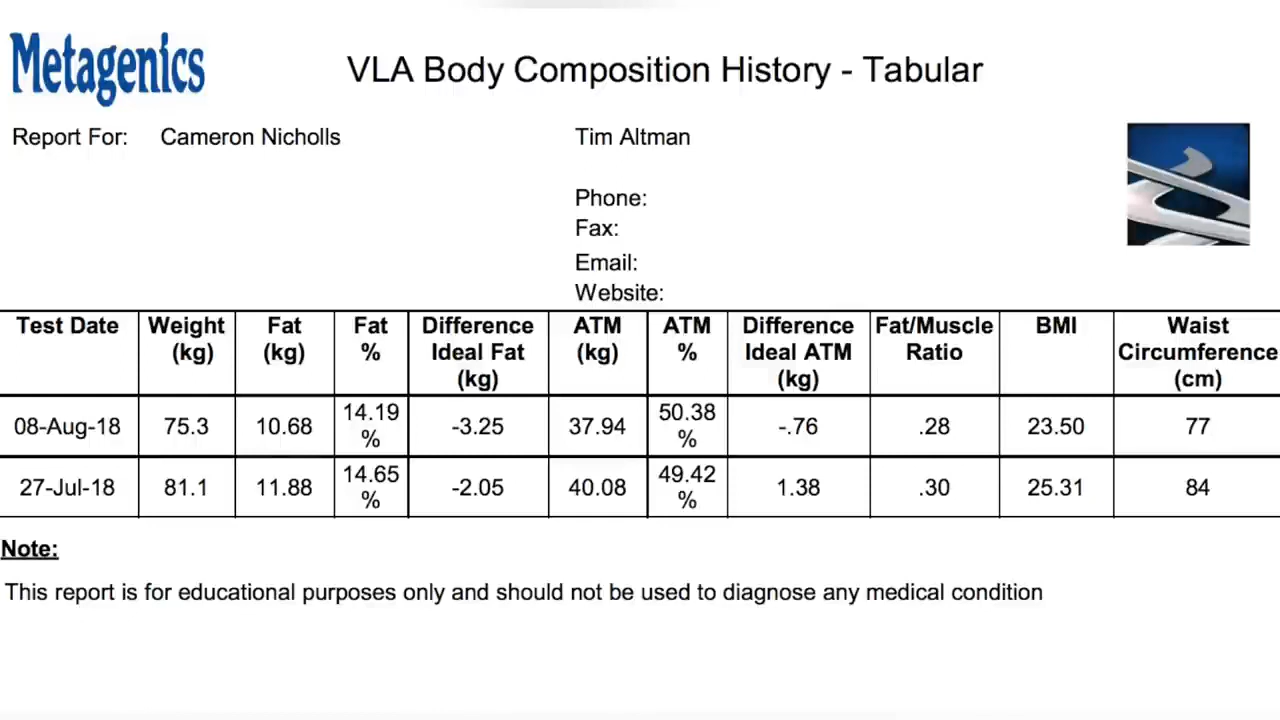 Metagenics
VLA Body Composition History - Tabular
Report For: Cameron Nicholls
Tim Altman
Phone:
Fax:
Email:
Website:
Test Date Weight (kg) Fat (kg) Fat % Difference Ideal Fat (kg) ATM (kg) ATM % Difference Ideal ATM (kg) Fat/Muscle Ratio BMI Waist Circumference (cm)
08-Aug-18 75.3 10.68 14.19 % -3.25 37.94 50.38 % -.76 .28 23.50 77
27-Jul-18 81.1 11.88 14.65 % -2.05 40.08 49.42 % 1.38 .30 25.31 84
Note:
This report is for educational purposes only and should not be used to diagnose any medical condition